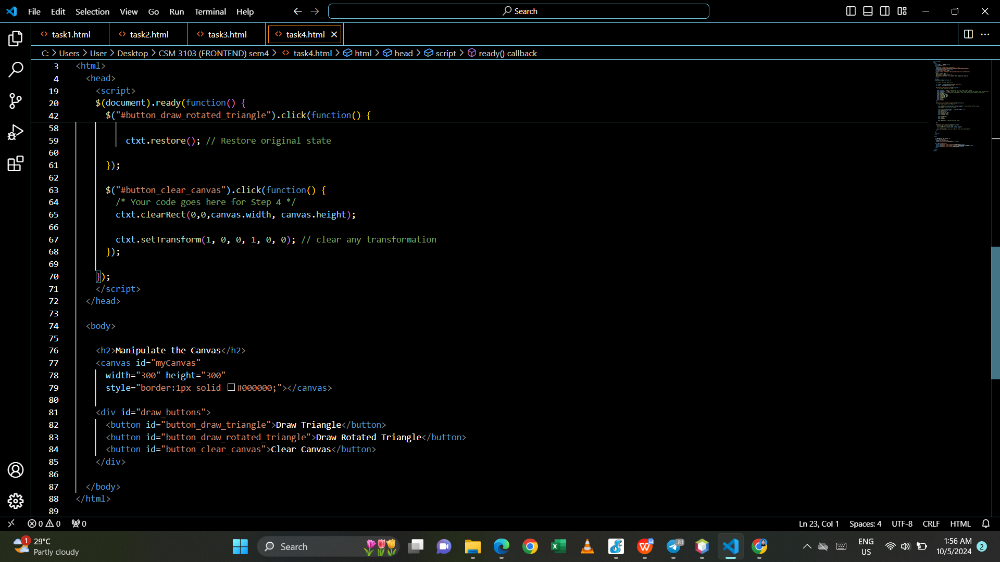 File Edit Selection View Go Run Terminal Help
Search
task1.html task2.html task3.html task4.html
C: > Users > User > Desktop > CSM 3103 (FRONTEND) sem4 > task4.html > html > head > script > ready() callback
3 <html>
4 <head>
19 <script>
20 $(document).ready(function() {
42 $("#button_draw_rotated_triangle").click(function() {
58
59 ctxt.restore(); // Restore original state
60
61 });
62
63 $("#button_clear_canvas").click(function() {
64 /* Your code goes here for Step 4 */
65 ctxt.clearRect(0,0,canvas.width, canvas.height);
66
67 ctxt.setTransform(1, 0, 0, 1, 0, 0); // clear any transformation
68 });
69
70 });
71 </script>
72 </head>
73
74 <body>
75
76 <h2>Manipulate the Canvas</h2>
77 <canvas id="myCanvas"
78 width="300" height="300"
79 style="border:1px solid #000000;"></canvas>
80
81 <div id="draw_buttons">
82 <button id="button_draw_triangle">Draw Triangle</button>
83 <button id="button_draw_rotated_triangle">Draw Rotated Triangle</button>
84 <button id="button_clear_canvas">Clear Canvas</button>
85 </div>
86
87 </body>
88 </html>
89
0 0 0 Ln 23, Col 1 Spaces: 4 UTF-8 CRLF HTML
1 29°C
Partly cloudy
Search
81
ENG
US
1:56 AM
10/5/2024
2